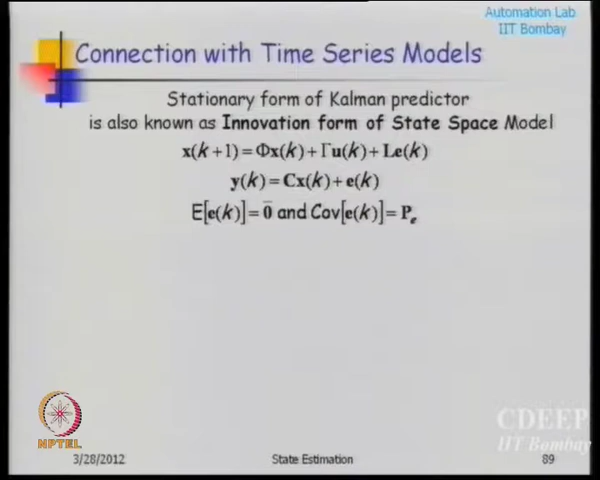 Automation Lab
IIT Bombay
Connection with Time Series Models
Stationary form of Kalman predictor
is also known as Innovation form of State Space Model
x(k+1)=Φx(k)+Γu(k)+Le(k)
y(k)=Cx(k)+e(k)
E[e(k)]=0̄ and Cov[e(k)]=Pₑ
NPTEL
CDEEP
IIT Bombay
3/28/2012 State Estimation 89